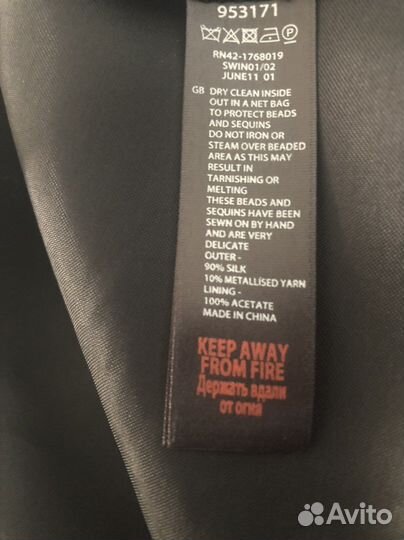 953171
P
RN42-1768019
SWIN01/02
JUNE11 01
GB DRY CLEAN INSIDE
OUT IN A NET BAG
TO PROTECT BEADS
AND SEQUINS
DO NOT IRON OR
STEAM OVER BEADED
AREA AS THIS MAY
RESULT IN
TARNISHING OR
MELTING
THESE BEADS AND
SEQUINS HAVE BEEN
SEWN ON BY HAND
AND ARE VERY
DELICATE
OUTER -
90% SILK
10% METALLISED YARN
LINING -
100% ACETATE
MADE IN CHINA
KEEP AWAY
FROM FIRE
Держать вдали
от огня
Avito